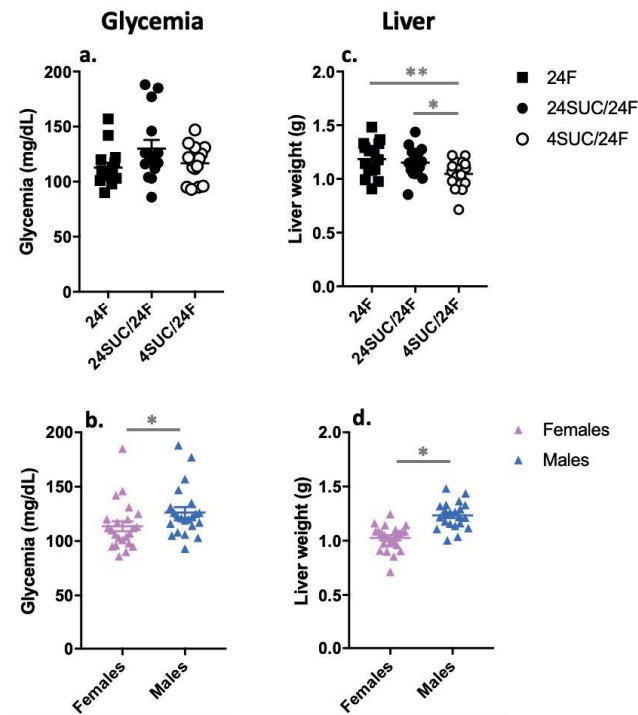 Glycemia
Liver
a.
Glycemia (mg/dL)
200
150
100
50
0
24F
24SUC/24F
4SUC/24F
c.
Liver weight (g)
2.0
1.5
1.0
0.5
0.0
**
*
24F
24SUC/24F
4SUC/24F
24F
24SUC/24F
4SUC/24F
b.
Glycemia (mg/dL)
200
150
100
50
0
*
Females
Males
d.
Liver weight (g)
2.0
1.5
1.0
0.5
0.0
*
Females
Males
Females
Males